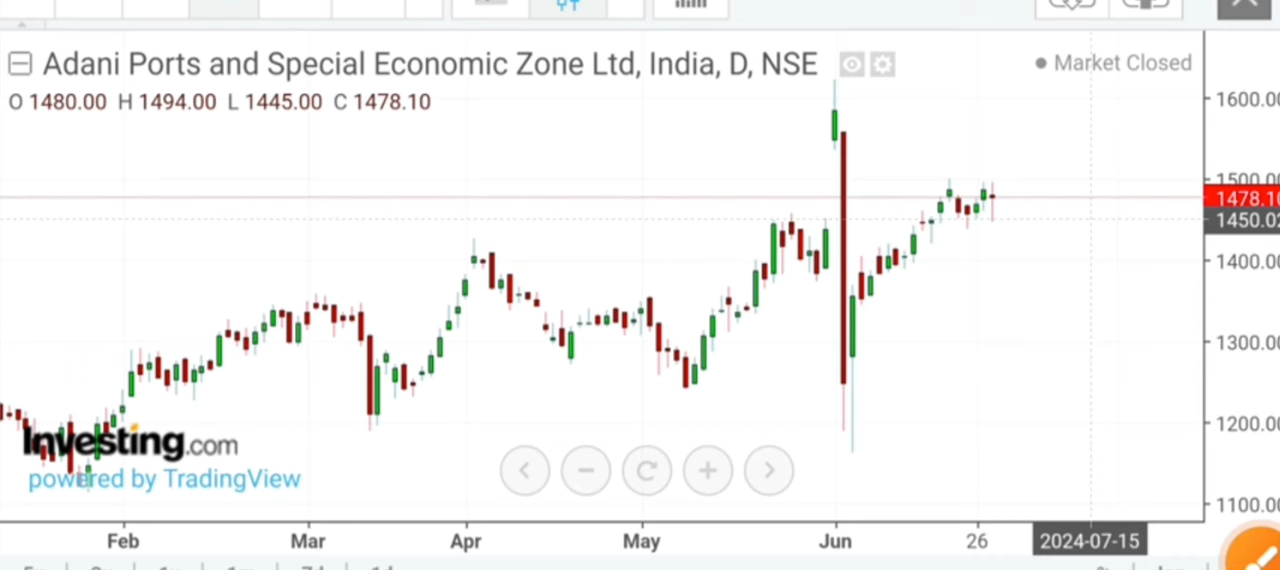 Adani Ports and Special Economic Zone Ltd, India, D, NSE
Market Closed
O 1480.00 H 1494.00 L 1445.00 C 1478.10
1600.00
1500.00
1478.10
1450.02
1400.00
1300.00
1200.00
1100.00
Investing.com
powered by TradingView
Feb Mar Apr May Jun 26 2024-07-15